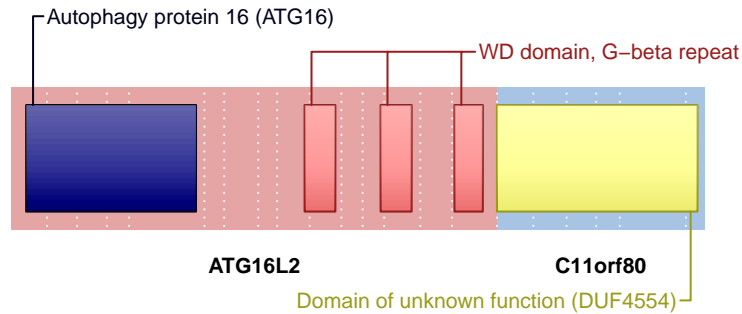 Autophagy protein 16 (ATG16)
WD domain, G−beta repeat
ATG16L2
C11orf80
Domain of unknown function (DUF4554)